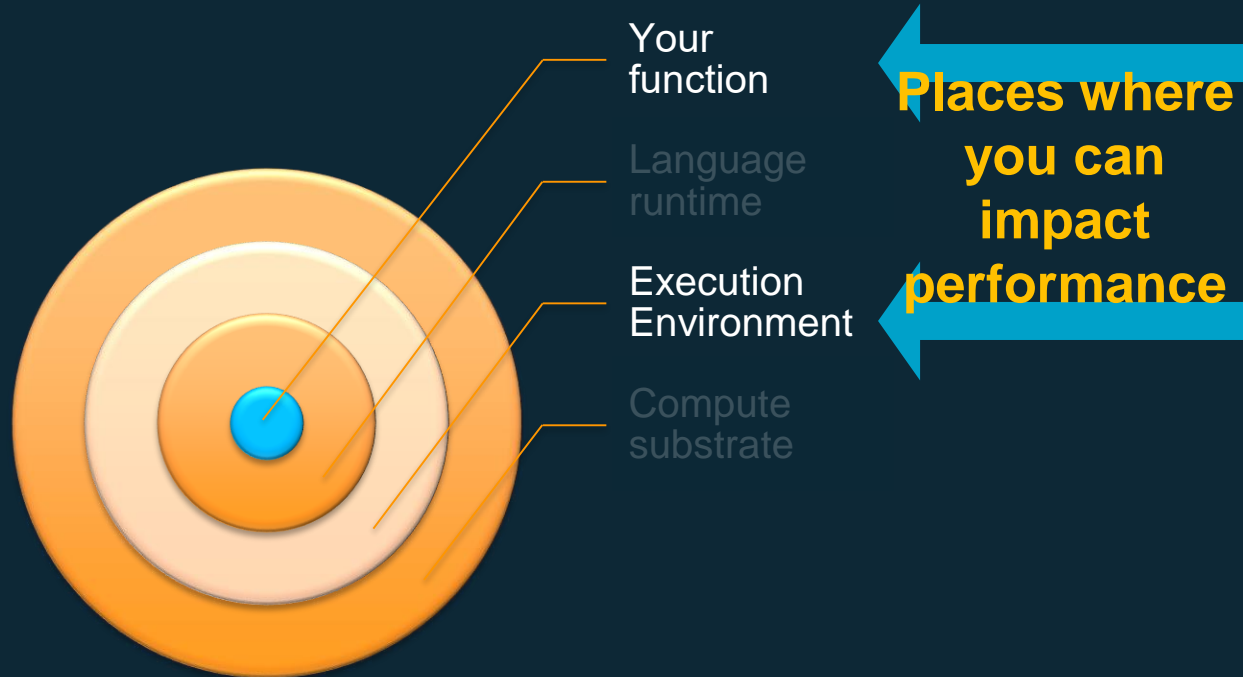 Your
function
Language
runtime
Execution
Environment
Compute
substrate
Places where
you can
impact
performance